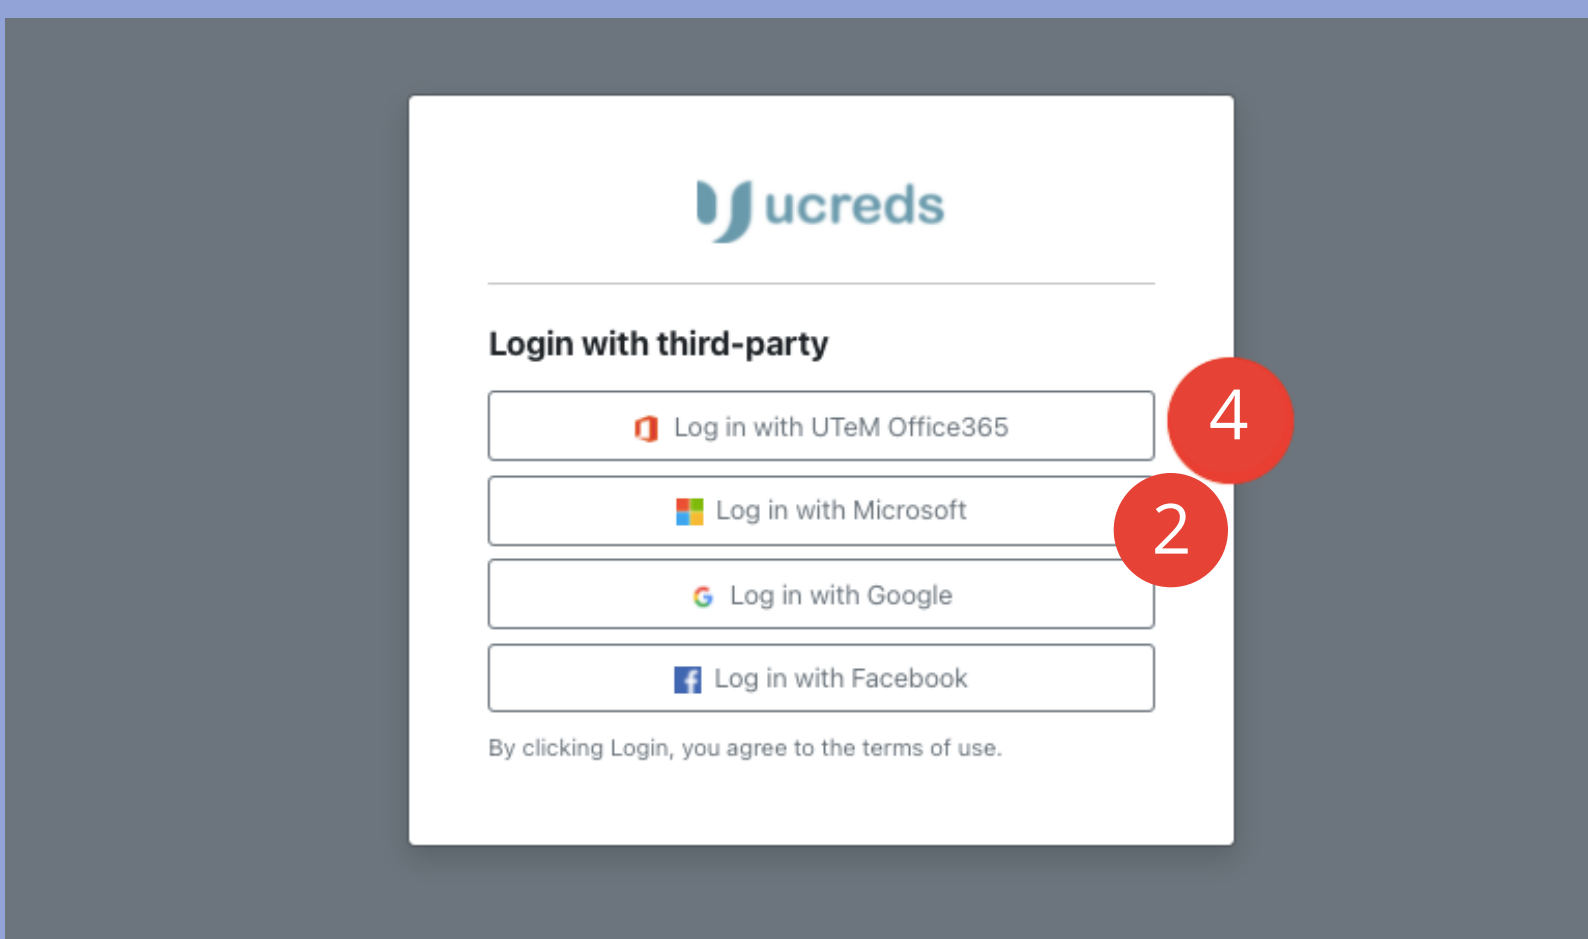 ucreds
Login with third-party
Log in with UTeM Office365
4
Log in with Microsoft
2
Log in with Google
Log in with Facebook
By clicking Login, you agree to the terms of use.